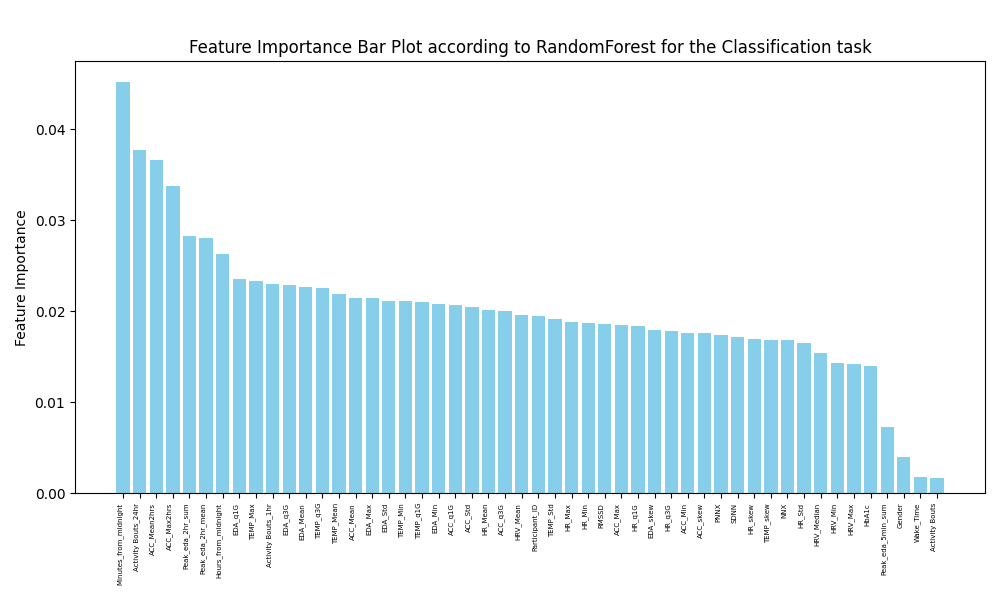 Feature Importance Bar Plot according to RandomForest for the Classification task
Feature Importance
0.04
0.03
0.02
0.01
0.00
Minutes_from_midnight
Activity Bouts_24hr
ACC_Mean2hrs
ACC_Max2hrs
Peak_eda_2hr_sum
Peak_eda_2hr_mean
Hours_from_midnight
EDA_q1G
TEMP_Max
Activity Bouts_1hr
EDA_q3G
EDA_Mean
TEMP_q3G
TEMP_Mean
ACC_Mean
EDA_Max
EDA_Std
TEMP_Min
TEMP_q1G
EDA_Min
ACC_q1G
ACC_Std
HR_Mean
ACC_q3G
HRV_Mean
Participant_ID
TEMP_Std
HR_Max
HR_Min
RMSSD
ACC_Max
HR_q1G
EDA_skew
HR_q3G
ACC_Min
ACC_skew
PNNX
SDNN
HR_skew
TEMP_skew
NNX
HR_Std
HRV_Median
HRV_Min
HRV_Max
HbA1c
Peak_eda_5min_sum
Gender
Wake_Time
Activity Bouts